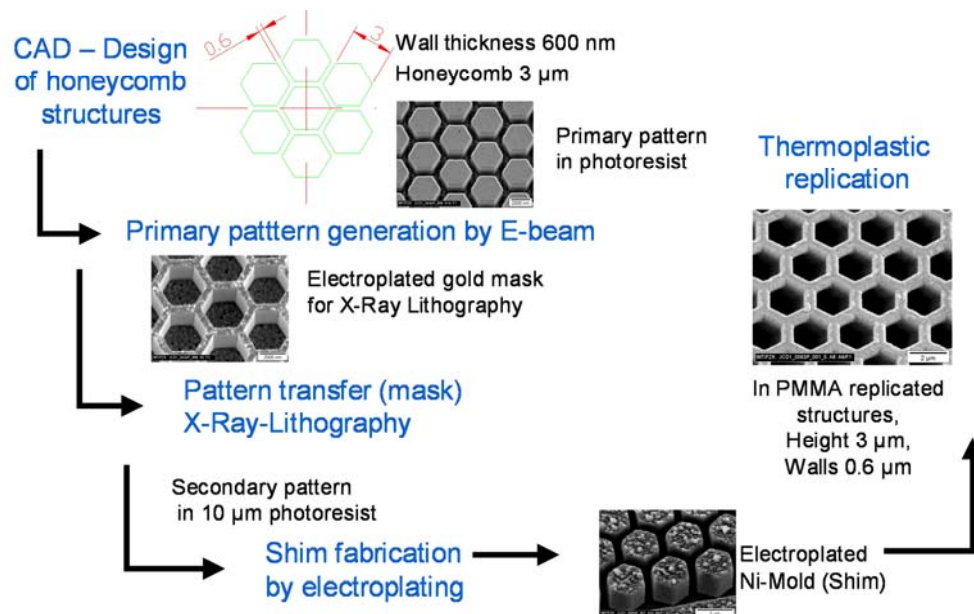 CAD – Design
of honeycomb
structures
0.6
3
Wall thickness 600 nm
Honeycomb 3 µm
Primary pattern
in photoresist
Primary patttern generation by E-beam
Electroplated gold mask
for X-Ray Lithography
Pattern transfer (mask)
X-Ray-Lithography
Secondary pattern
in 10 µm photoresist
Shim fabrication
by electroplating
Electroplated
Ni-Mold (Shim)
Thermoplastic
replication
2 µm
In PMMA replicated
structures,
Height 3 µm,
Walls 0.6 µm